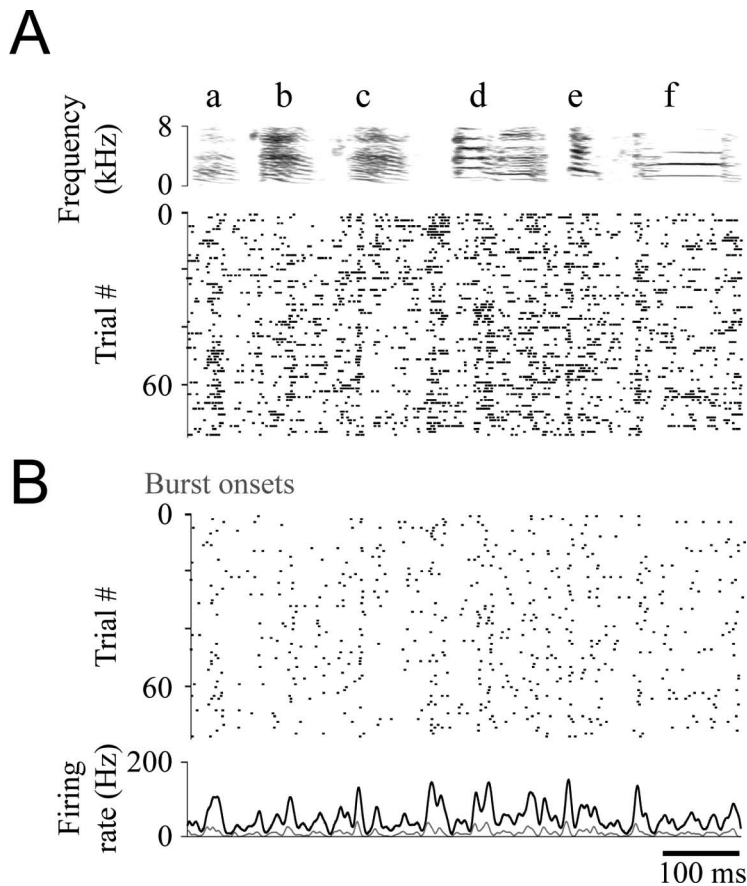 A
a b c d e f
Frequency
(kHz)
8
0
0
Trial #
60
B
Burst onsets
0
Trial #
60
Firing
rate (Hz)
200
0
100 ms